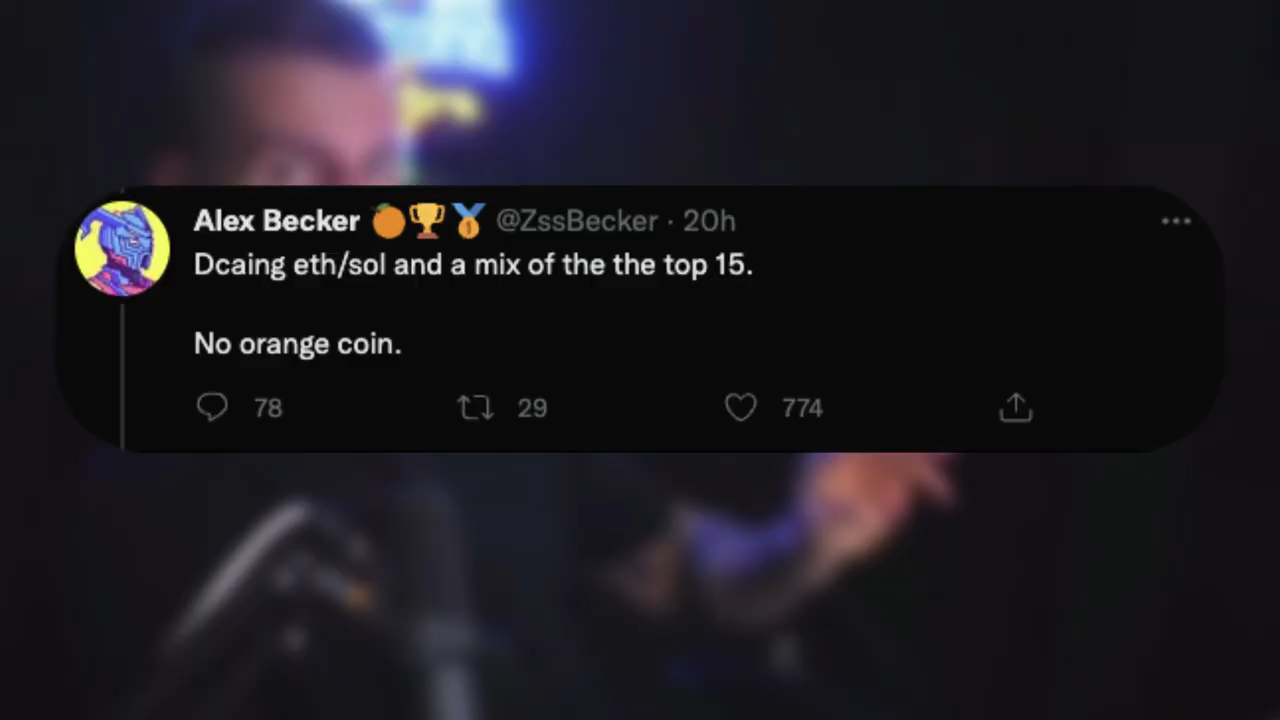 Alex Becker 🍊🏆🥇 @ZssBecker · 20h
Dcaing eth/sol and a mix of the the top 15.
No orange coin.
78 29 774